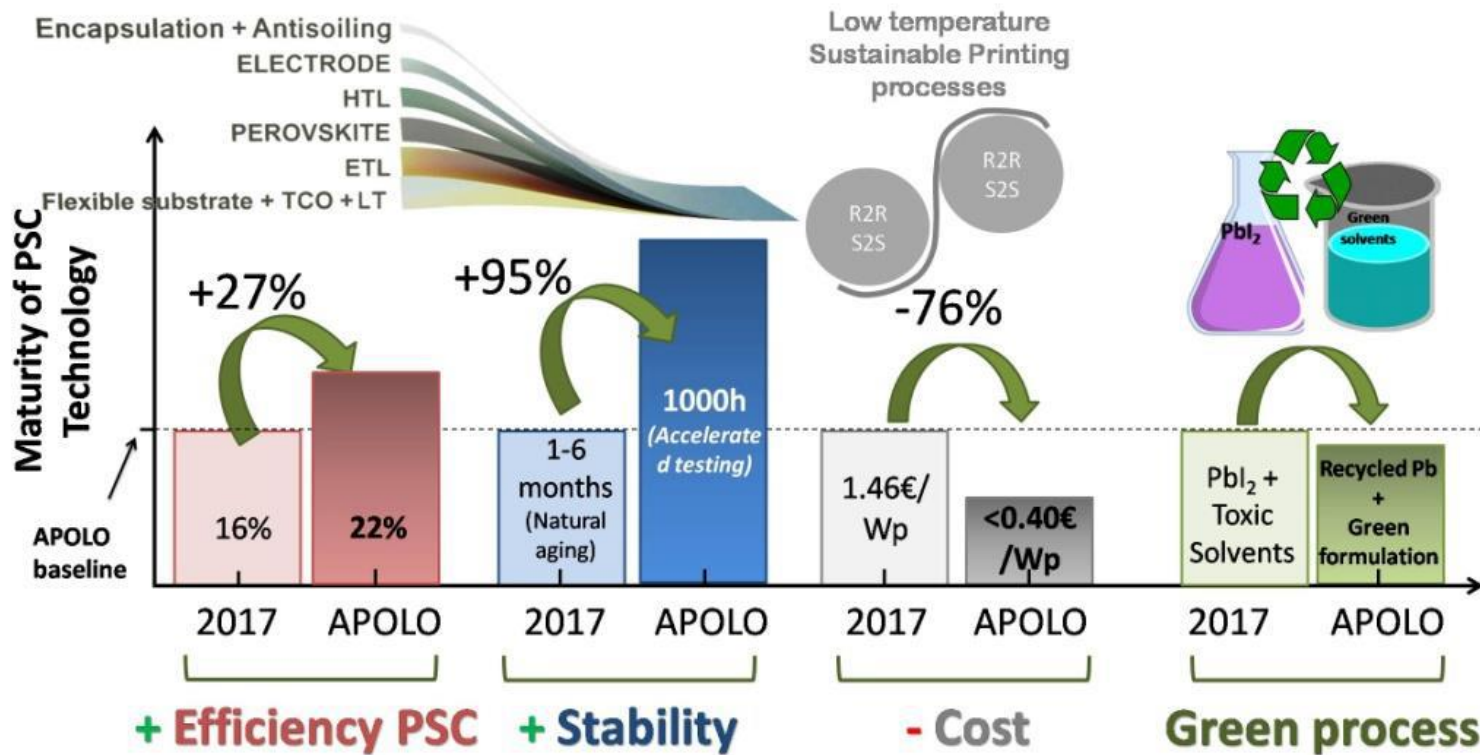 Encapsulation + Antisoiling
ELECTRODE
HTL
PEROVSKITE
ETL
Flexible substrate + TCO +LT
Low temperature
Sustainable Printing
processes
R2R
S2S
R2R
S2S
PbI₂
Green
solvents
Maturity of PSC
Technology
APOLO
baseline
+27%
16%
22%
2017
APOLO
+ Efficiency PSC
+95%
1-6
months
(Natural
aging)
1000h
(Accelerate
d testing)
2017
APOLO
+ Stability
-76%
1.46€/
Wp
<0.40€
/Wp
2017
APOLO
- Cost
PbI₂ +
Toxic
Solvents
Recycled Pb
+
Green
formulation
2017
APOLO
Green process